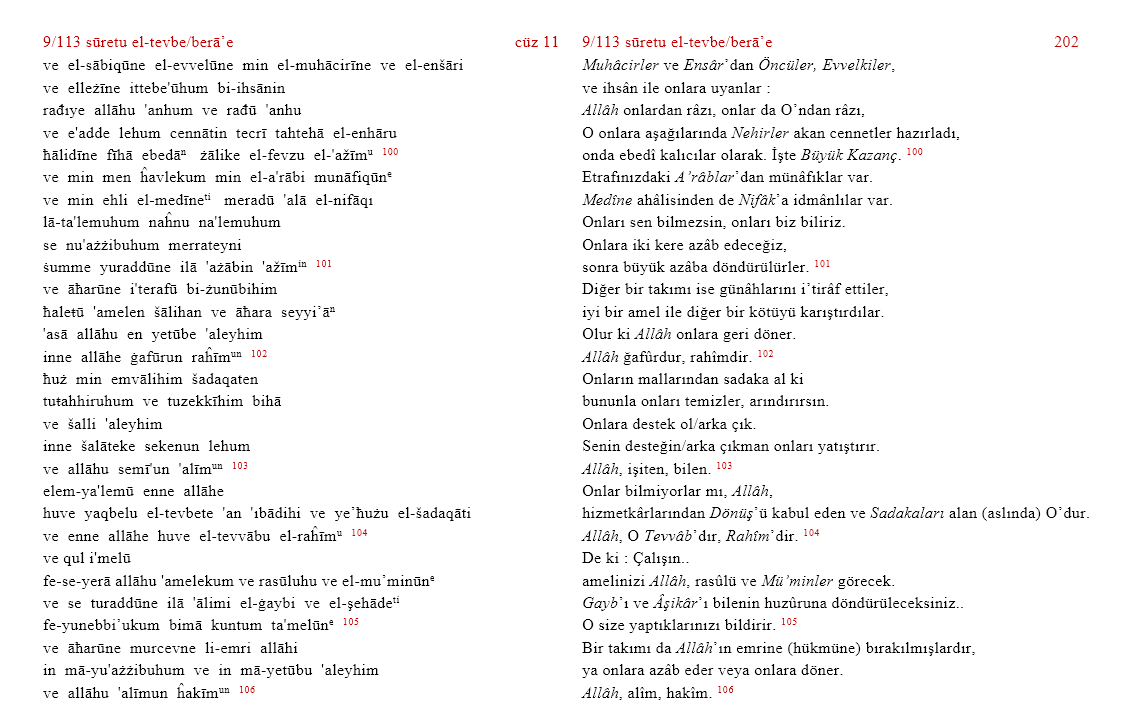 9/113 sūretu el-tevbe/berā’e cüz 11
ve el-sābiqūne el-evvelūne min el-muhācirīne ve el-enšāri
ve elleżīne ittebe'ūhum bi-ihsānin
rađıye allāhu 'anhum ve rađū 'anhu
ve e'adde lehum cennātin tecrī tahtehā el-enhāru
ħālidīne fīhā ebedāⁿ żālike el-fevzu el-'ažīmᵘ 100
ve min men ĥavlekum min el-a'rābi munāfiqūnᵉ
ve min ehli el-medīneᵗⁱ meradū 'alā el-nifāqı
lā-ta'lemuhum naĥnu na'lemuhum
se nu'ażżibuhum merrateyni
ŝumme yuraddūne ilā 'ażābin 'ažīmⁱⁿ 101
ve āħarūne i'terafū bi-żunūbihim
ħaleŧū 'amelen šālihan ve āħara seyyi’āⁿ
'asā allāhu en yetūbe 'aleyhim
inne allāhe ġafūrun raĥīmᵘⁿ 102
ħuż min emvālihim šadaqaten
tuŧahhiruhum ve tuzekkīhim bihā
ve šalli 'aleyhim
inne šalāteke sekenun lehum
ve allāhu semī'un 'alīmᵘⁿ 103
elem-ya'lemū enne allāhe
huve yaqbelu el-tevbete 'an 'ıbādihi ve ye’ħużu el-šadaqāti
ve enne allāhe huve el-tevvābu el-raĥīmᵘ 104
ve qul i'melū
fe-se-yerā allāhu 'amelekum ve rasūluhu ve el-mu’minūnᵉ
ve se turaddūne ilā 'ālimi el-ġaybi ve el-şehādeᵗⁱ
fe-yunebbi’ukum bimā kuntum ta'melūnᵉ 105
ve āħarūne murcevne li-emri allāhi
in mā-yu'ażżibuhum ve in mā-yetūbu 'aleyhim
ve allāhu 'alīmun ĥakīmᵘⁿ 106
9/113 sūretu el-tevbe/berā’e 202
Muhâcirler ve Ensâr’dan Öncüler, Evvelkiler,
ve ihsân ile onlara uyanlar :
Allâh onlardan râzı, onlar da O’ndan râzı,
O onlara aşağılarında Nehirler akan cennetler hazırladı,
onda ebedî kalıcılar olarak. İşte Büyük Kazanç. 100
Etrafınızdaki A’râblar’dan münâfıklar var.
Medîne ahâlisinden de Nifâk’a idmânlılar var.
Onları sen bilmezsin, onları biz biliriz.
Onlara iki kere azâb edeceğiz,
sonra büyük azâba döndürülürler. 101
Diğer bir takımı ise günâhlarını i’tirâf ettiler,
iyi bir amel ile diğer bir kötüyü karıştırdılar.
Olur ki Allâh onlara geri döner.
Allâh ğafûrdur, rahîmdir. 102
Onların mallarından sadaka al ki
bununla onları temizler, arındırırsın.
Onlara destek ol/arka çık.
Senin desteğin/arka çıkman onları yatıştırır.
Allâh, işiten, bilen. 103
Onlar bilmiyorlar mı, Allâh,
hizmetkârlarından Dönüş’ü kabul eden ve Sadakaları alan (aslında) O’dur.
Allâh, O Tevvâb’dır, Rahîm’dir. 104
De ki : Çalışın..
amelinizi Allâh, rasûlü ve Mü’minler görecek.
Gayb’ı ve Âşikâr’ı bilenin huzûruna döndürüleceksiniz..
O size yaptıklarınızı bildirir. 105
Bir takımı da Allâh’ın emrine (hükmüne) bırakılmışlardır,
ya onlara azâb eder veya onlara döner.
Allâh, alîm, hakîm. 106